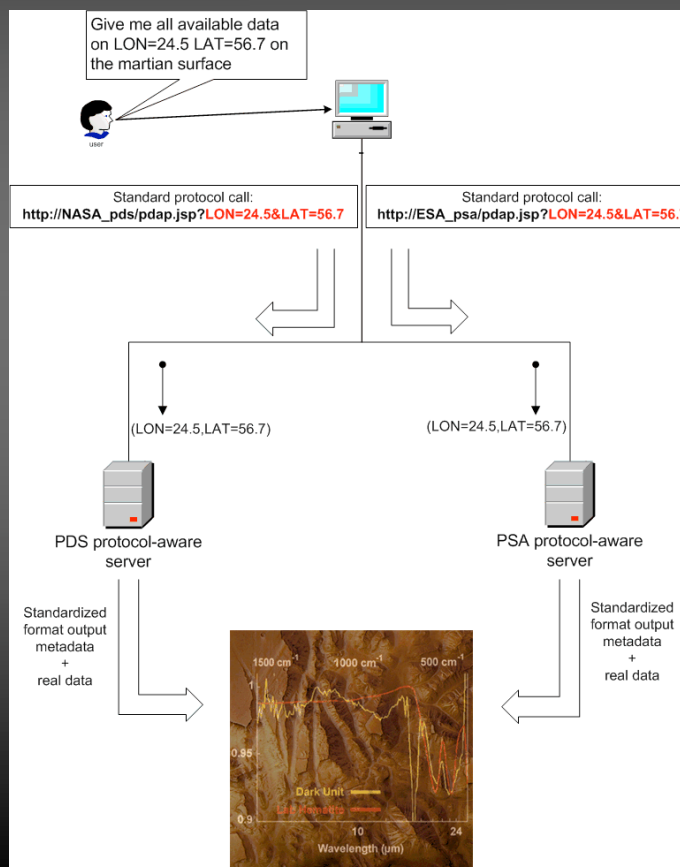 Give me all available data
on LON=24.5 LAT=56.7 on
the martian surface
user
Standard protocol call:
http://NASA_pds/pdap.jsp?LON=24.5&LAT=56.7
Standard protocol call:
http://ESA_psa/pdap.jsp?LON=24.5&LAT=56.
(LON=24.5,LAT=56.7)
(LON=24.5,LAT=56.7)
PDS protocol-aware
server
PSA protocol-aware
server
Standardized
format output
metadata
+
real data
Standardized
format output
metadata
+
real data
1500 cm-1 1000 cm-1 500 cm-1
1
0.95
0.9
Dark Unit
10 24
Wavelength (µm)